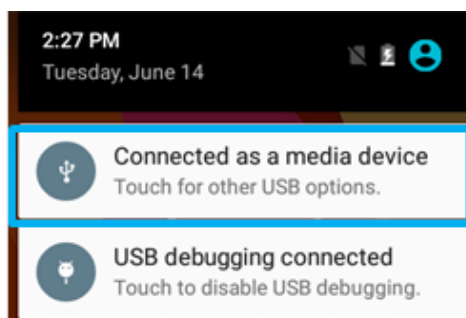 2:27 PM
Tuesday, June 14
Connected as a media device
Touch for other USB options.
USB debugging connected
Touch to disable USB debugging.